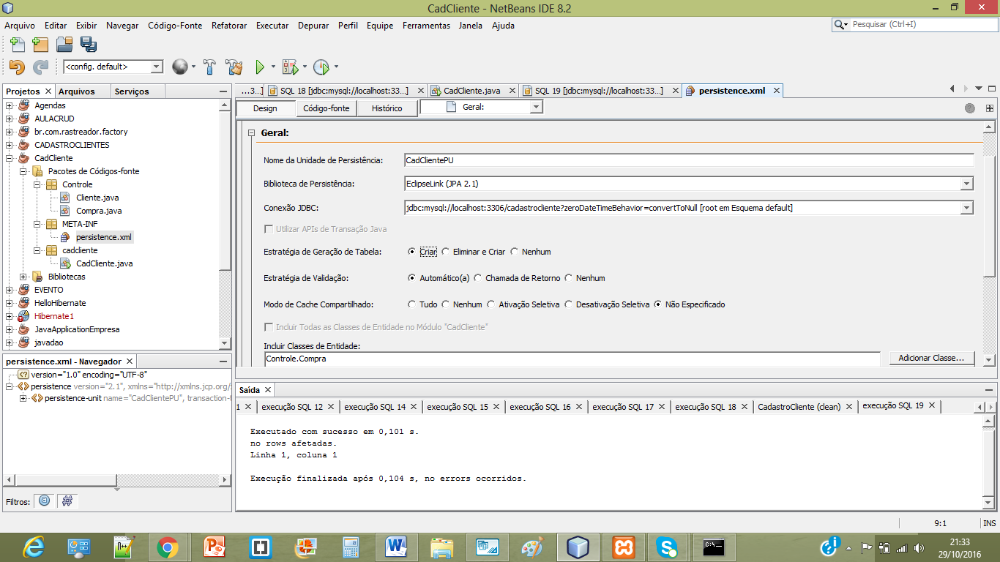 CadCliente - NetBeans IDE 8.2
Arquivo Editar Exibir Navegar Código-Fonte Refatorar Executar Depurar Perfil Equipe Ferramentas Janela Ajuda
Pesquisar (Ctrl+I)
<config. default>
Projetos Arquivos Serviços
Agendas
AULACRUD
br.com.rastreador.factory
CADASTROCLIENTES
CadCliente
Pacotes de Códigos-fonte
Controle
Cliente.java
Compra.java
META-INF
persistence.xml
cadcliente
CadCliente.java
Bibliotecas
EVENTO
HelloHibernate
Hibernate1
JavaApplicationEmpresa
javadao
persistence.xml - Navegador
version="1.0" encoding="UTF-8"
persistence version="2.1", xmlns="http://xmlns.jcp.org/
persistence-unit name="CadClientePU", transaction-
Filtros:
...3...] SQL 18 [jdbc:mysql://localhost:33...] CadCliente.java SQL 19 [jdbc:mysql://localhost:33...] persistence.xml
Design Código-fonte Histórico Geral:
Geral:
Nome da Unidade de Persistência: CadClientePU
Biblioteca de Persistência: EclipseLink (JPA 2.1)
Conexão JDBC: jdbc:mysql://localhost:3306/cadastrocliente?zeroDateTimeBehavior=convertToNull [root em Esquema default]
Utilizar APIs de Transação Java
Estratégia de Geração de Tabela: Criar Eliminar e Criar Nenhum
Estratégia de Validação: Automático(a) Chamada de Retorno Nenhum
Modo de Cache Compartilhado: Tudo Nenhum Ativação Seletiva Desativação Seletiva Não Especificado
Incluir Todas as Classes de Entidade no Módulo "CadCliente"
Incluir Classes de Entidade:
Controle.Compra Adicionar Classe...
Saída
1 execução SQL 12 execução SQL 14 execução SQL 15 execução SQL 16 execução SQL 17 execução SQL 18 CadastroCliente (clean) execução SQL 19
Executado com sucesso em 0,101 s.
no rows afetadas.
Linha 1, coluna 1
Execução finalizada após 0,104 s, no errors ocorridos.
9:1 INS
21:33
29/10/2016